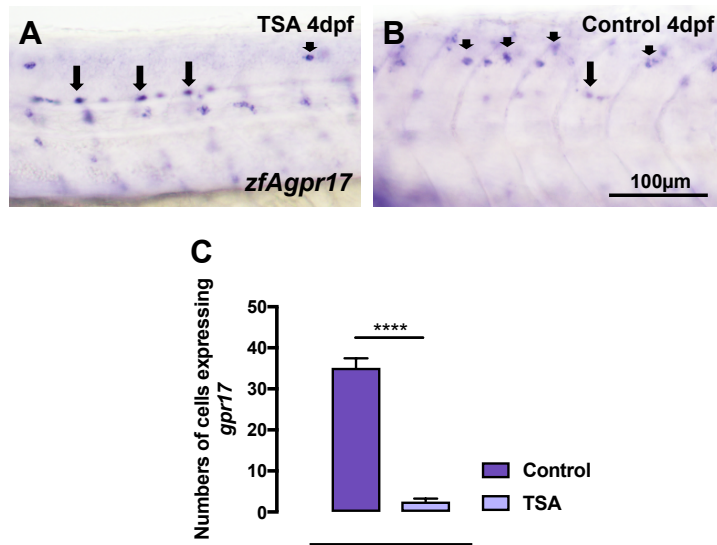 A
TSA 4dpf
zfAgpr17
B
Control 4dpf
100µm
C
Numbers of cells expressing
gpr17
50
40
30
20
10
0
****
Control
TSA